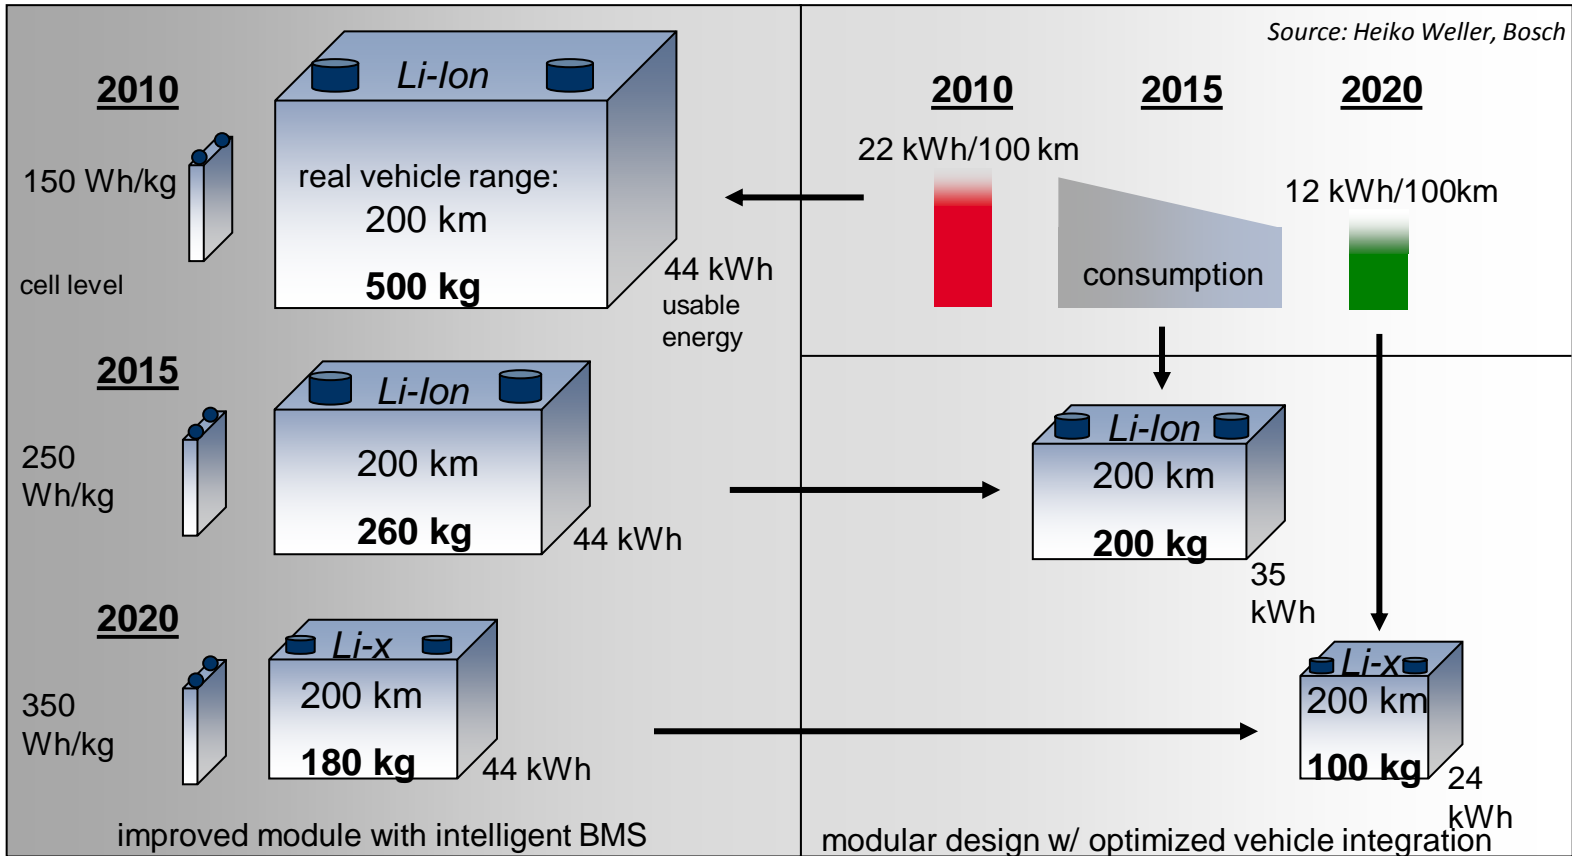 Source: Heiko Weller, Bosch
2010
Li-Ion
150 Wh/kg
real vehicle range:
200 km
500 kg
cell level
44 kWh
usable
energy
2015
Li-Ion
250
Wh/kg
200 km
260 kg
44 kWh
2020
Li-x
350
Wh/kg
200 km
180 kg
44 kWh
improved module with intelligent BMS
2010
2015
2020
22 kWh/100 km
12 kWh/100km
consumption
Li-Ion
200 km
200 kg
35
kWh
Li-x
200 km
100 kg
24
kWh
modular design w/ optimized vehicle integration